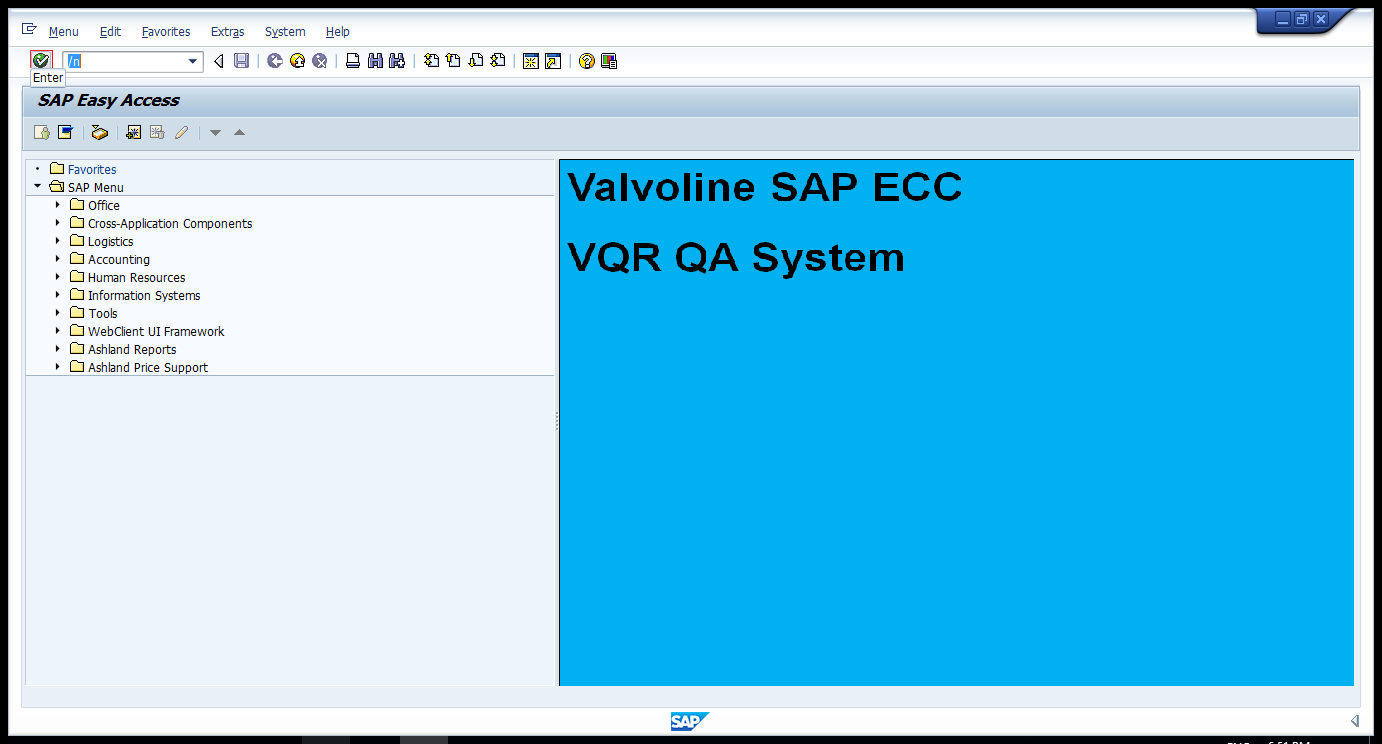 Menu Edit Favorites Extras System Help
/n
Enter
SAP Easy Access
Favorites
SAP Menu
Office
Cross-Application Components
Logistics
Accounting
Human Resources
Information Systems
Tools
WebClient UI Framework
Ashland Reports
Ashland Price Support
Valvoline SAP ECC
VQR QA System
SAP